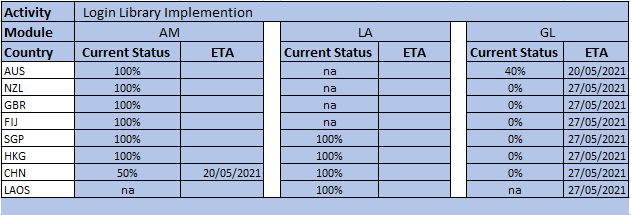 Activity Login Library Implemention
Module AM LA GL
Country Current Status ETA Current Status ETA Current Status ETA
AUS 100% na 40% 20/05/2021
NZL 100% na 0% 27/05/2021
GBR 100% na 0% 27/05/2021
FIJ 100% na 0% 27/05/2021
SGP 100% 100% 0% 27/05/2021
HKG 100% 100% 0% 27/05/2021
CHN 50% 20/05/2021 100% 0% 27/05/2021
LAOS na 100% na 27/05/2021